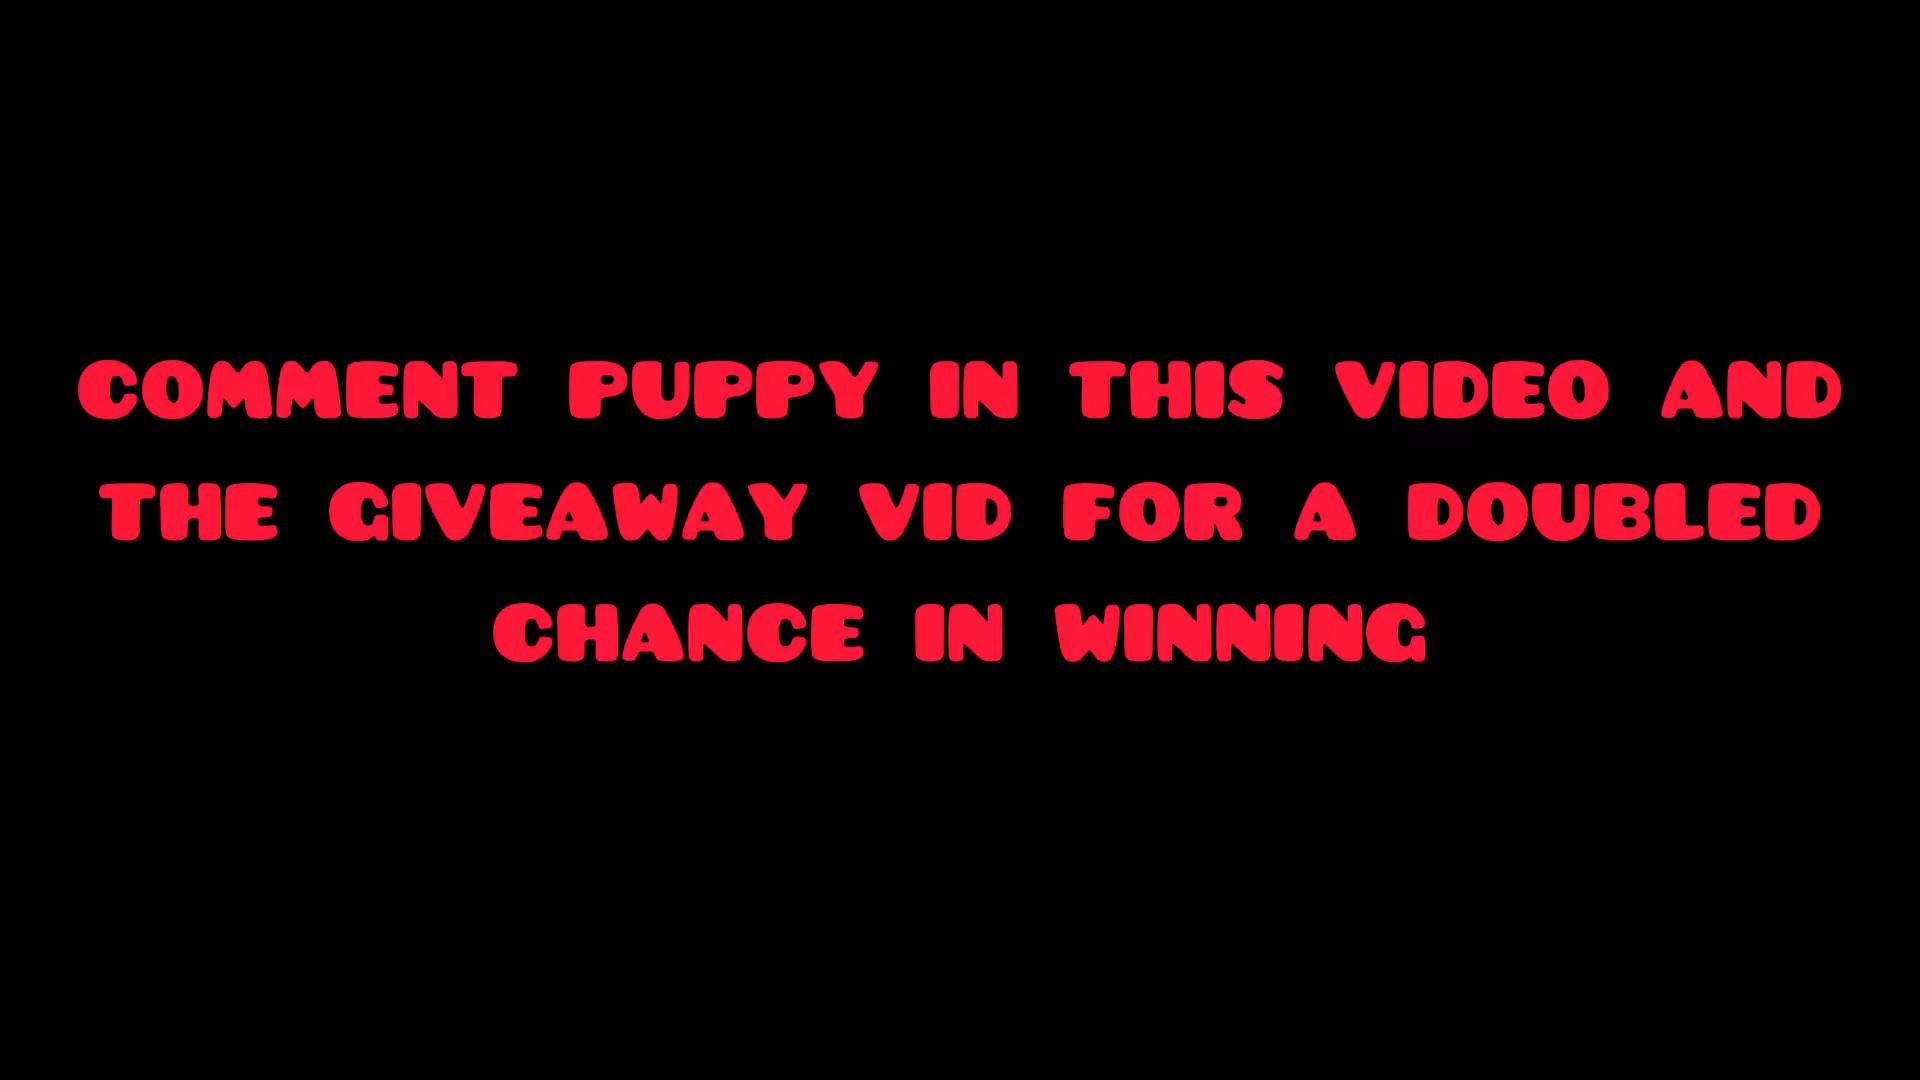 COMMENT PUPPY IN THIS VIDEO AND
THE GIVEAWAY VID FOR A DOUBLED
CHANCE IN WINNING